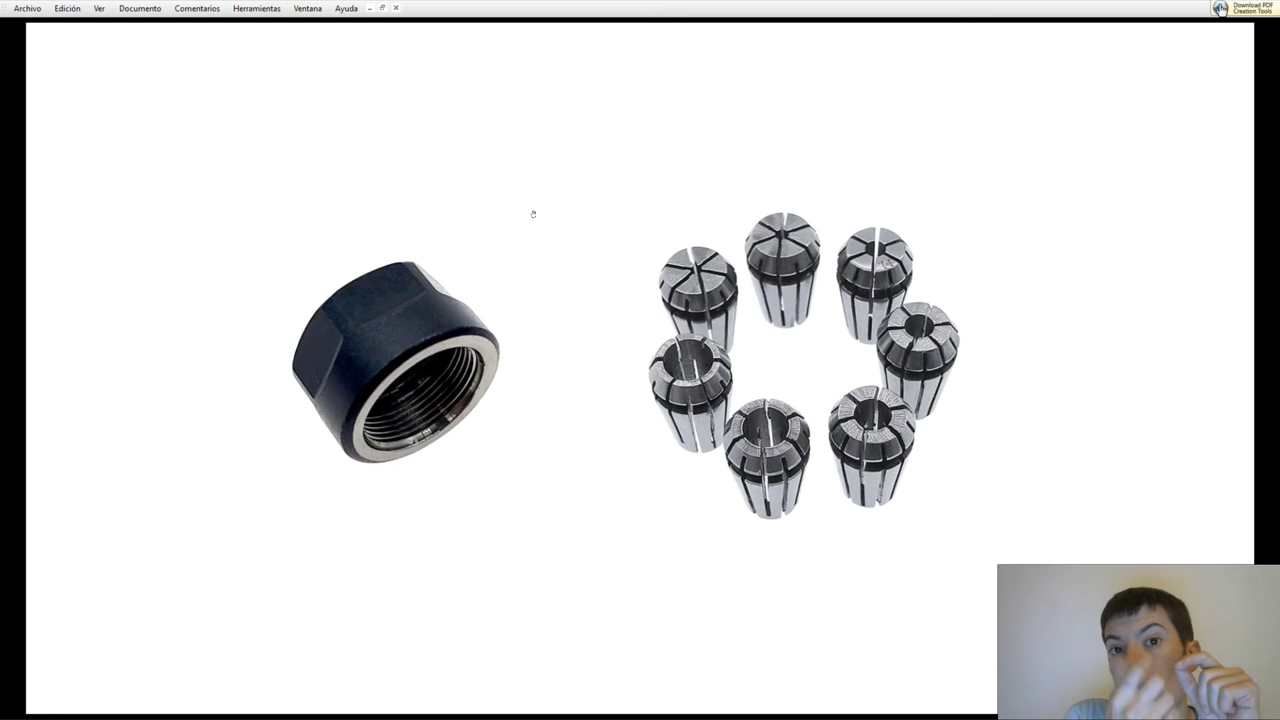 Archivo Edición Ver Documento Comentarios Herramientas Ventana Ayuda
Download PDF
Creation Tools